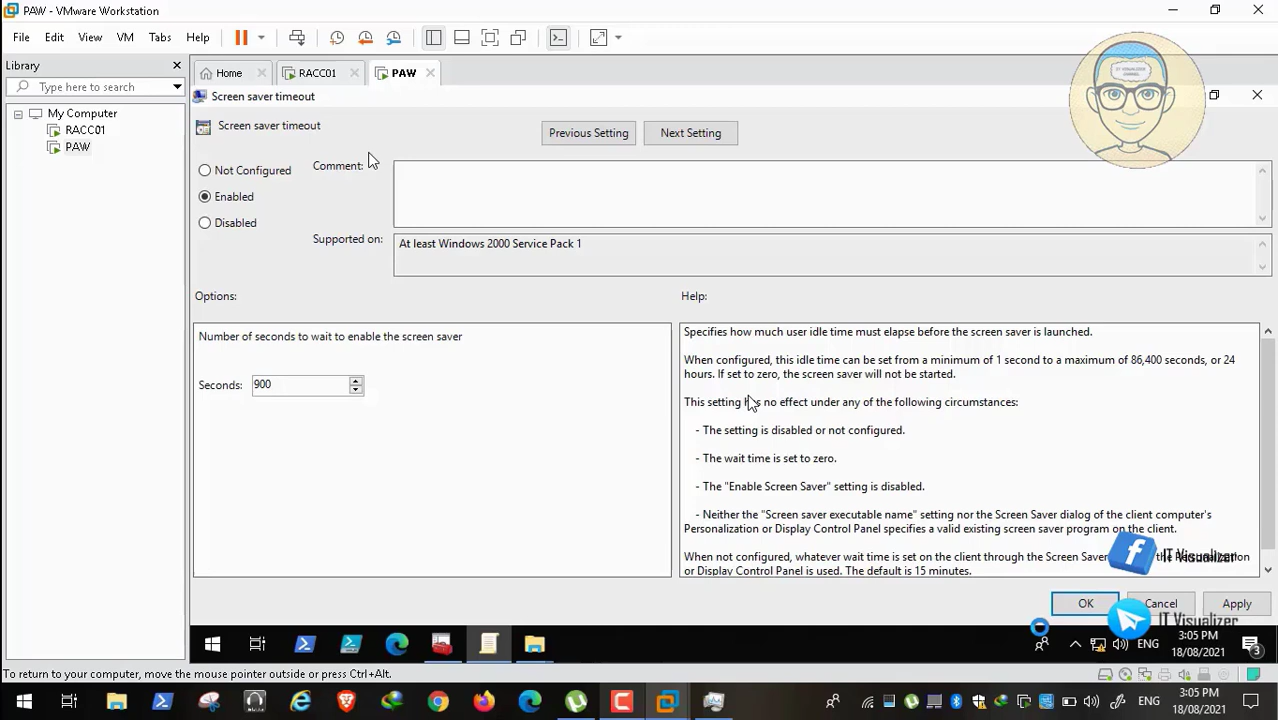 PAW - VMware Workstation
File Edit View VM Tabs Help
Library
Type here to search
My Computer
RACC01
PAW
Home RACC01 PAW
IT VISUALIZER
CHANNEL
Screen saver timeout
Screen saver timeout
Previous Setting Next Setting
Not Configured
Enabled
Disabled
Comment:
Supported on:
At least Windows 2000 Service Pack 1
Options:
Help:
Number of seconds to wait to enable the screen saver
Seconds: 900
Specifies how much user idle time must elapse before the screen saver is launched.
When configured, this idle time can be set from a minimum of 1 second to a maximum of 86,400 seconds, or 24
hours. If set to zero, the screen saver will not be started.
This setting has no effect under any of the following circumstances:
- The setting is disabled or not configured.
- The wait time is set to zero.
- The "Enable Screen Saver" setting is disabled.
- Neither the "Screen saver executable name" setting nor the Screen Saver dialog of the client computer's
Personalization or Display Control Panel specifies a valid existing screen saver program on the client.
When not configured, whatever wait time is set on the client through the Screen Saver
or Display Control Panel is used. The default is 15 minutes.
IT Visualizer
OK Cancel Apply
IT Visualizer
ENG
3:05 PM
18/08/2021
3
To return to your computer, move the mouse pointer outside or press Ctrl+Alt.
ENG
3:05 PM
18/08/2021